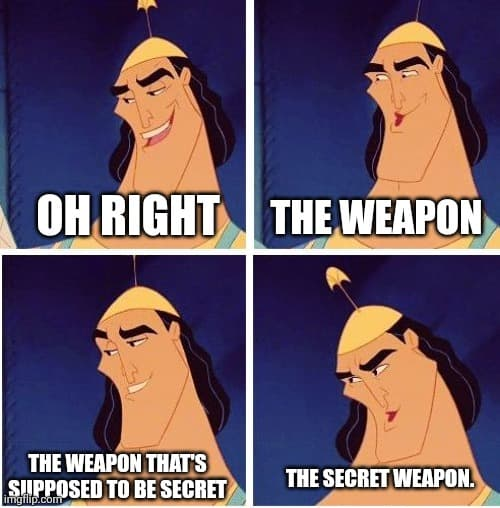 OH RIGHT
THE WEAPON
THE WEAPON THAT'S
SUPPOSED TO BE SECRET
THE SECRET WEAPON.
imgflip.com